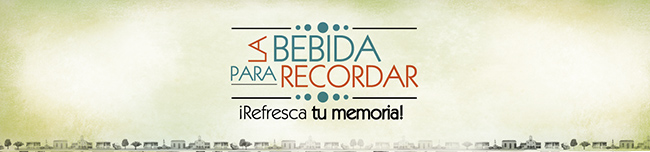 LA BEBIDA
PARA RECORDAR
¡Refresca tu memoria!